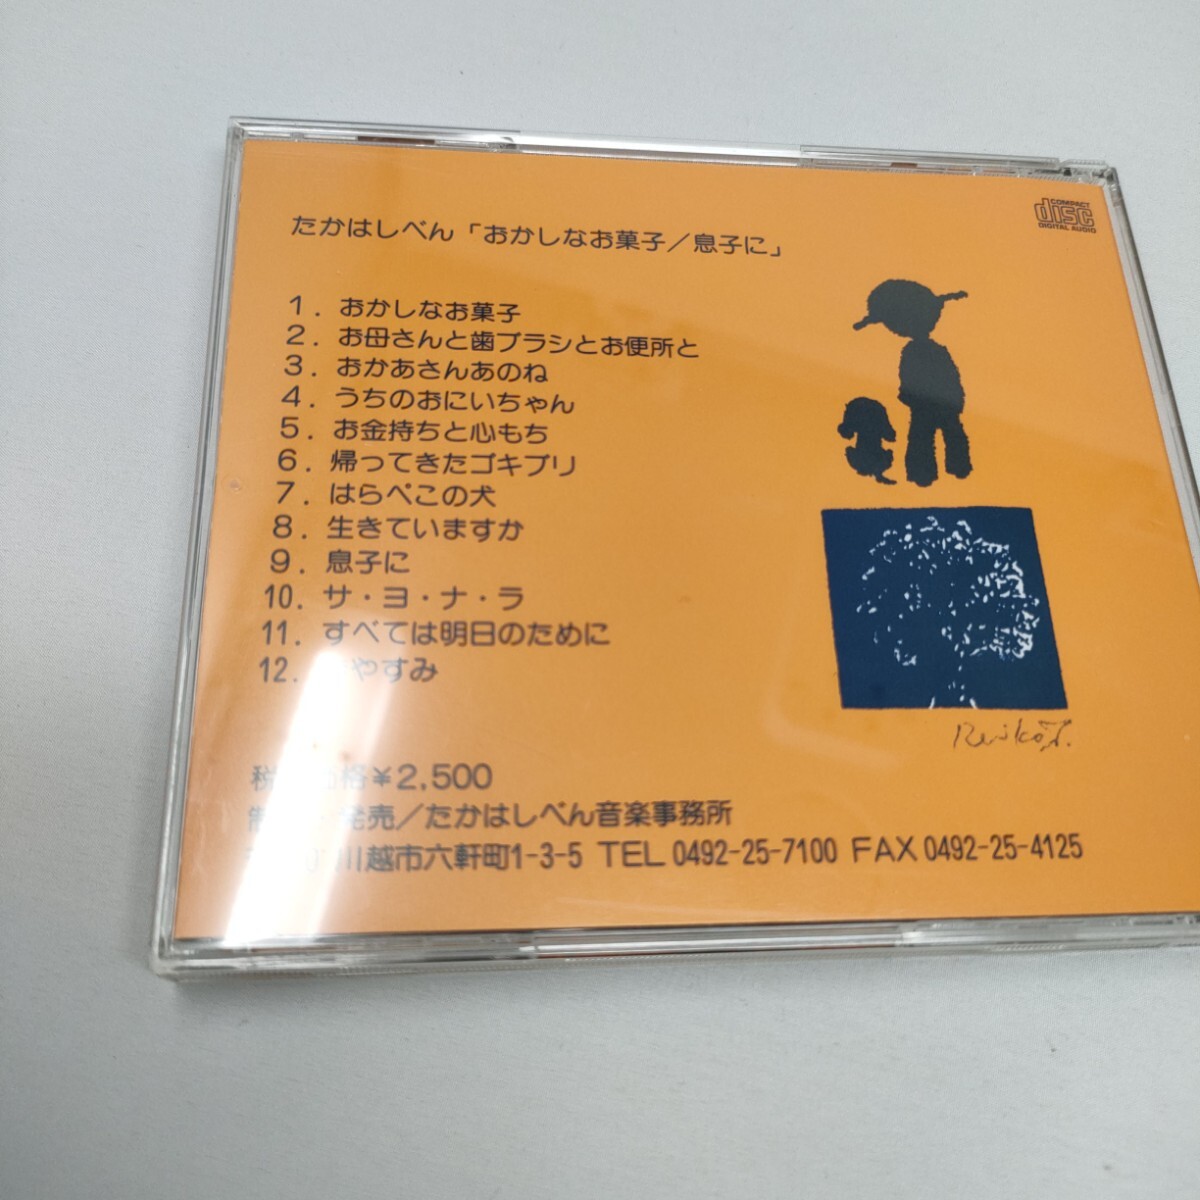 COMPACT
disc
DIGITAL AUDIO
たかはしべん「おかしなお菓子／息子に」
1. おかしなお菓子
2. お母さんと歯ブラシとお便所と
3. おかあさんあのね
4. うちのおにいちゃん
5. お金持ちと心もち
6. 帰ってきたゴキブリ
7. はらぺこの犬
8. 生きていますか
9. 息子に
10. サ・ヨ・ナ・ラ
11. すべては明日のために
12. やすみ
税 格¥2,500
発売／たかはしべん音楽事務所
川越市六軒町1-3-5 TEL 0492-25-7100 FAX 0492-25-4125